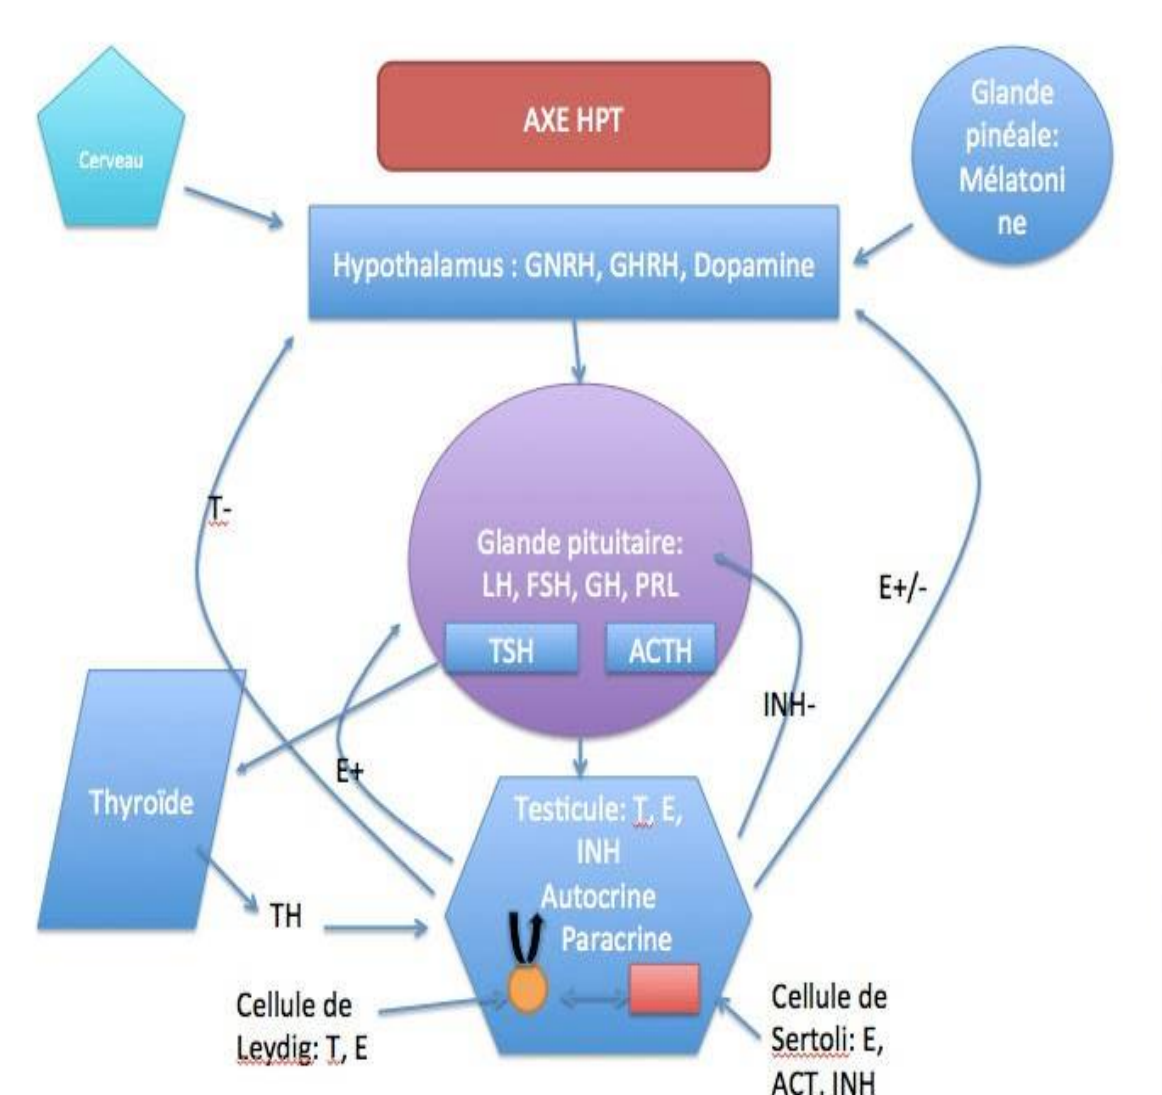 AXE HPT
Cerveau
Glande
pinéale:
Mélatoni
ne
Hypothalamus : GNRH, GHRH, Dopamine
T-
Glande pituitaire:
LH, FSH, GH, PRL
TSH
ACTH
E+/-
INH-
E+
Thyroïde
Testicule: T, E,
INH
Autocrine
Paracrine
TH
Cellule de
Leydig: T, E
Cellule de
Sertoli: E,
ACT, INH